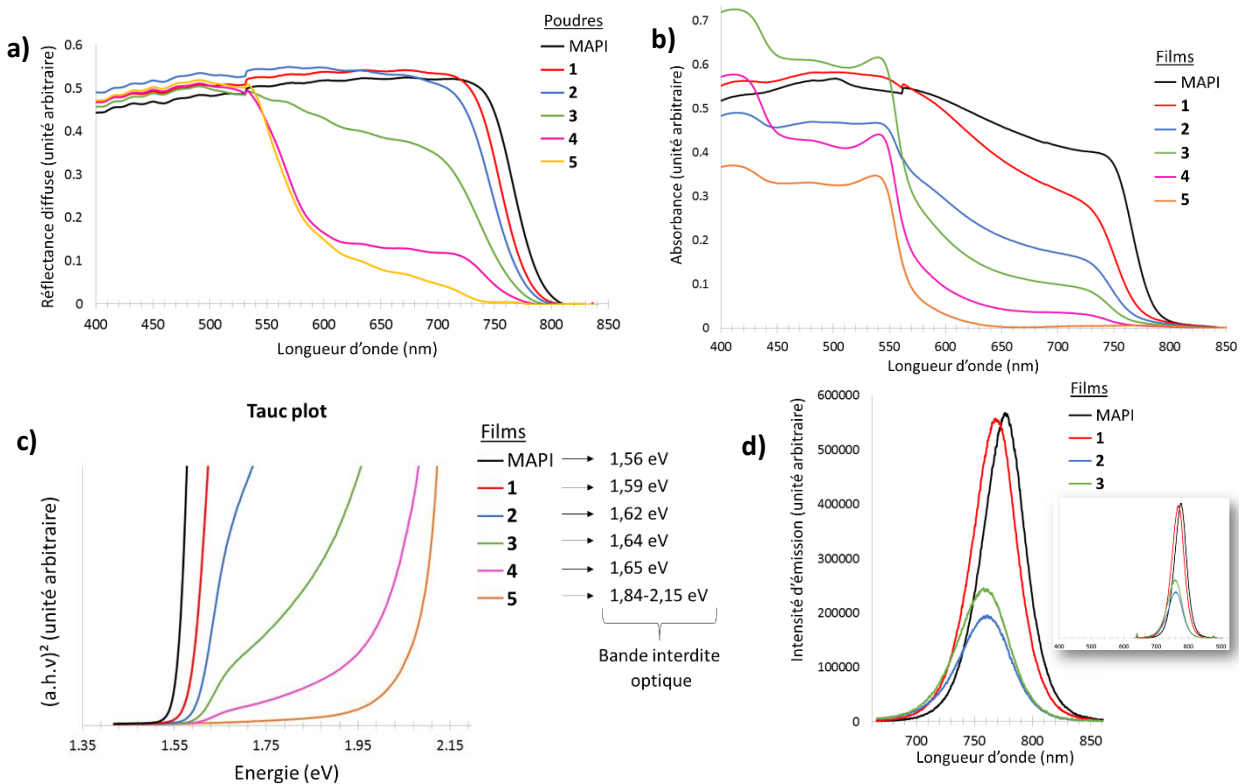 a)
Poudres
MAPI
1
2
3
4
5
Réflectance diffuse (unité arbitraire)
0.6
0.5
0.4
0.3
0.2
0.1
0
400 450 500 550 600 650 700 750 800 850
Longueur d'onde (nm)
b)
Films
MAPI
1
2
3
4
5
Absorbance (unité arbitraire)
0.7
0.6
0.5
0.4
0.3
0.2
0.1
0
400 450 500 550 600 650 700 750 800 850
Longueur d'onde (nm)
c)
Tauc plot
(a.h.v)² (unité arbitraire)
1.35 1.55 1.75 1.95 2.15
Energie (eV)
Films
MAPI 1,56 eV
1 1,59 eV
2 1,62 eV
3 1,64 eV
4 1,65 eV
5 1,84-2,15 eV
Bande interdite
optique
d)
Films
MAPI
1
2
3
Intensité d'émission (unité arbitraire)
600000
500000
400000
300000
200000
100000
0
700 750 800 850
Longueur d'onde (nm)
400 500 600 700 800 900